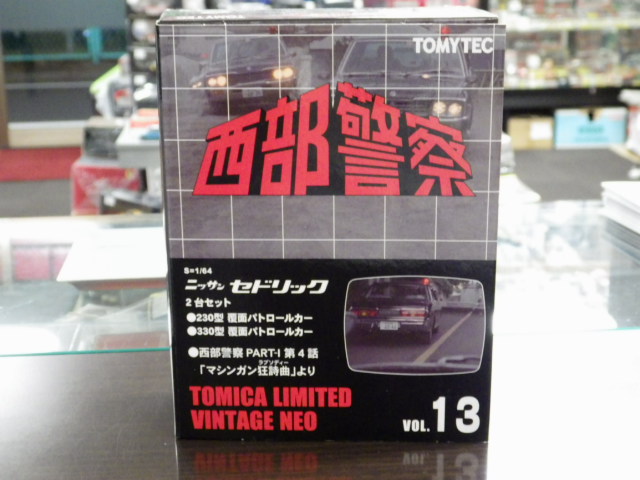 TOMYTEC
西部警察
S=1/64
ニッサン セドリック
2台セット
●230型 覆面パトロールカー
●330型 覆面パトロールカー
●西部警察 PART-I 第4話
ラプソディー
「マシンガン狂詩曲」より
TOMICA LIMITED
VINTAGE NEO
VOL.13